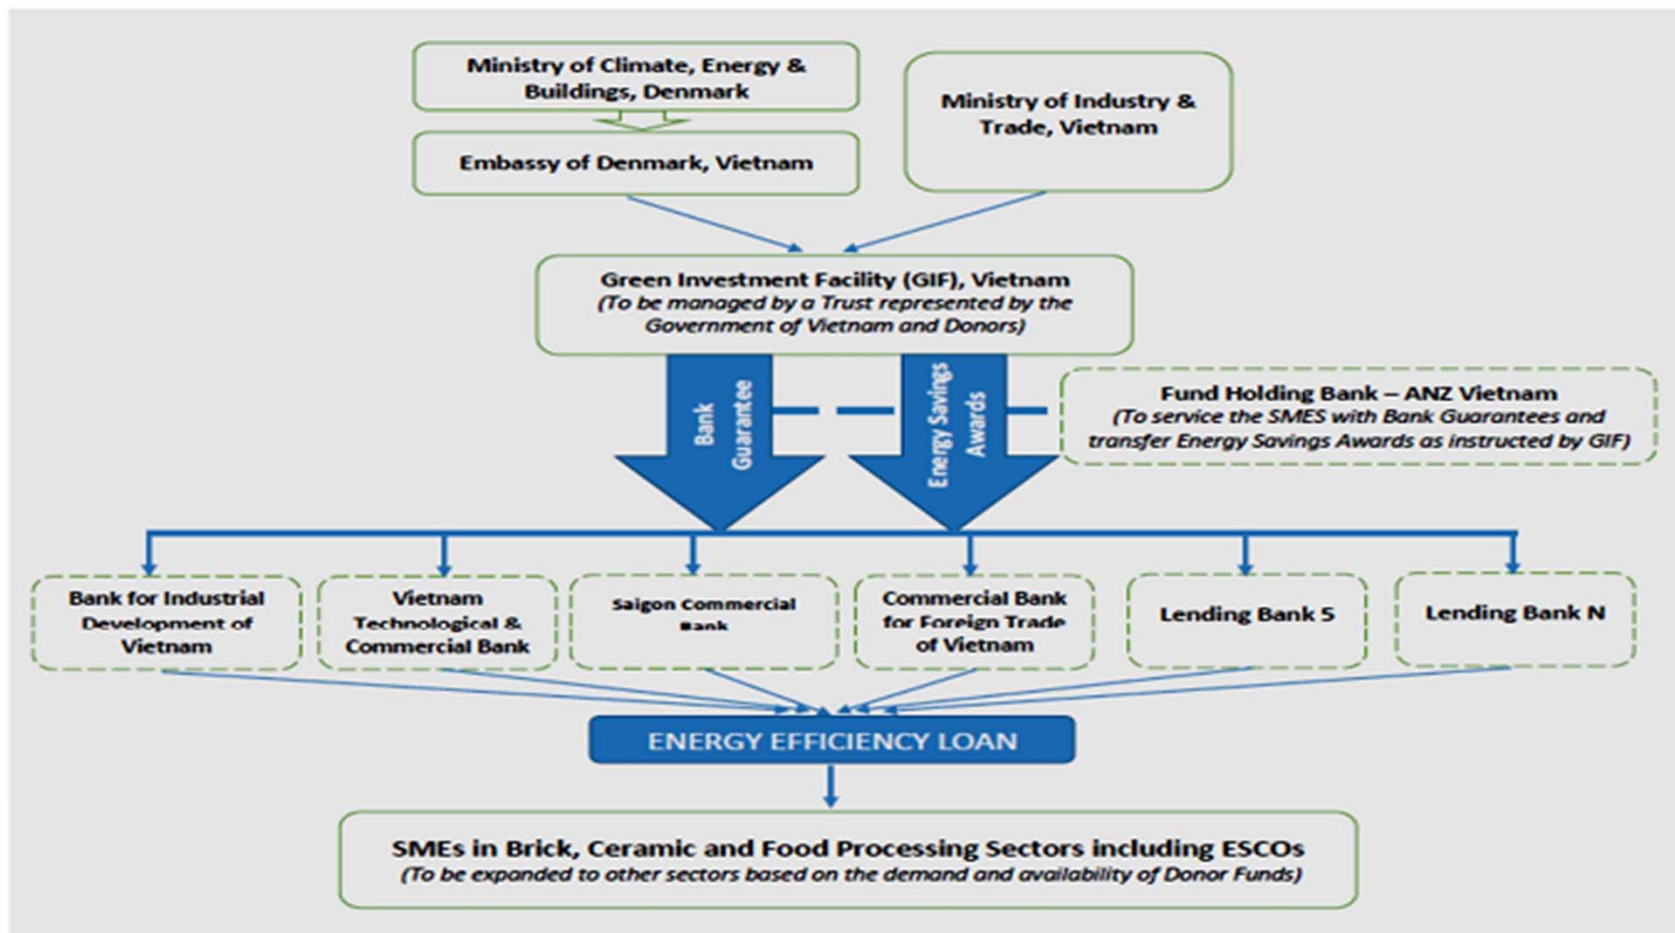 Ministry of Climate, Energy &
Buildings, Denmark
Ministry of Industry &
Trade, Vietnam
Embassy of Denmark, Vietnam
Green Investment Facility (GIF), Vietnam
(To be managed by a Trust represented by the
Government of Vietnam and Donors)
Bank
Guarantee
Energy Savings
Awards
Fund Holding Bank – ANZ Vietnam
(To service the SMES with Bank Guarantees and
transfer Energy Savings Awards as instructed by GIF)
Bank for Industrial
Development of
Vietnam
Vietnam
Technological &
Commercial Bank
Saigon Commercial
Bank
Commercial Bank
for Foreign Trade
of Vietnam
Lending Bank 5
Lending Bank N
ENERGY EFFICIENCY LOAN
SMEs in Brick, Ceramic and Food Processing Sectors including ESCOs
(To be expanded to other sectors based on the demand and availability of Donor Funds)